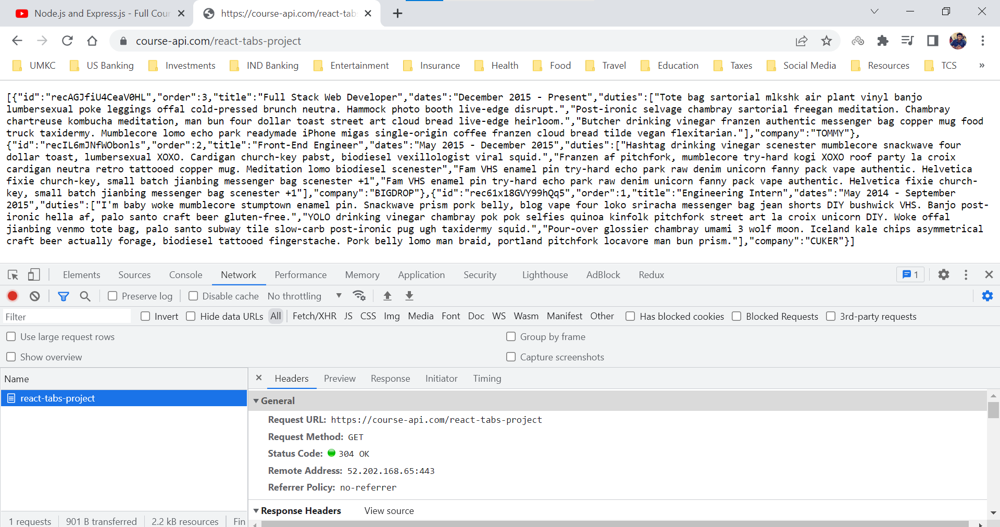 Node.js and Express.js - Full Cour
https://course-api.com/react-tab
course-api.com/react-tabs-project
UMKC US Banking Investments IND Banking Entertainment Insurance Health Food Travel Education Taxes Social Media Resources TCS »
[{"id":"recAGJfiU4CeaV0HL","order":3,"title":"Full Stack Web Developer","dates":"December 2015 - Present","duties":["Tote bag sartorial mlkshk air plant vinyl banjo
lumbersexual poke leggings offal cold-pressed brunch neutra. Hammock photo booth live-edge disrupt.","Post-ironic selvage chambray sartorial freegan meditation. Chambray
chartreuse kombucha meditation, man bun four dollar toast street art cloud bread live-edge heirloom.","Butcher drinking vinegar franzen authentic messenger bag copper mug food
truck taxidermy. Mumblecore lomo echo park readymade iPhone migas single-origin coffee franzen cloud bread tilde vegan flexitarian."],"company":"TOMMY"},
{"id":"recIL6mJNfWObonls","order":2,"title":"Front-End Engineer","dates":"May 2015 - December 2015","duties":["Hashtag drinking vinegar scenester mumblecore snackwave four
dollar toast, lumbersexual XOXO. Cardigan church-key pabst, biodiesel vexillologist viral squid.","Franzen af pitchfork, mumblecore try-hard kogi XOXO roof party la croix
cardigan neutra retro tattooed copper mug. Meditation lomo biodiesel scenester","Fam VHS enamel pin try-hard echo park raw denim unicorn fanny pack vape authentic. Helvetica
fixie church-key, small batch jianbing messenger bag scenester +1","Fam VHS enamel pin try-hard echo park raw denim unicorn fanny pack vape authentic. Helvetica fixie church-
key, small batch jianbing messenger bag scenester +1"],"company":"BIGDROP"},{"id":"rec61x18GVY99hQq5","order":1,"title":"Engineering Intern","dates":"May 2014 - September
2015","duties":["I'm baby woke mumblecore stumptown enamel pin. Snackwave prism pork belly, blog vape four loko sriracha messenger bag jean shorts DIY bushwick VHS. Banjo post-
ironic hella af, palo santo craft beer gluten-free.","YOLO drinking vinegar chambray pok pok selfies quinoa kinfolk pitchfork street art la croix unicorn DIY. Woke offal
jianbing venmo tote bag, palo santo subway tile slow-carb post-ironic pug ugh taxidermy squid.","Pour-over glossier chambray umami 3 wolf moon. Iceland kale chips asymmetrical
craft beer actually forage, biodiesel tattooed fingerstache. Pork belly lomo man braid, portland pitchfork locavore man bun prism."],"company":"CUKER"}]
Elements Sources Console Network Performance Memory Application Security Lighthouse AdBlock Redux 1
Preserve log Disable cache No throttling
Filter Invert Hide data URLs All Fetch/XHR JS CSS Img Media Font Doc WS Wasm Manifest Other Has blocked cookies Blocked Requests 3rd-party requests
Use large request rows Group by frame
Show overview Capture screenshots
Name Headers Preview Response Initiator Timing
react-tabs-project
General
Request URL: https://course-api.com/react-tabs-project
Request Method: GET
Status Code: 304 OK
Remote Address: 52.202.168.65:443
Referrer Policy: no-referrer
Response Headers View source
1 requests 901 B transferred 2.2 kB resources Fin